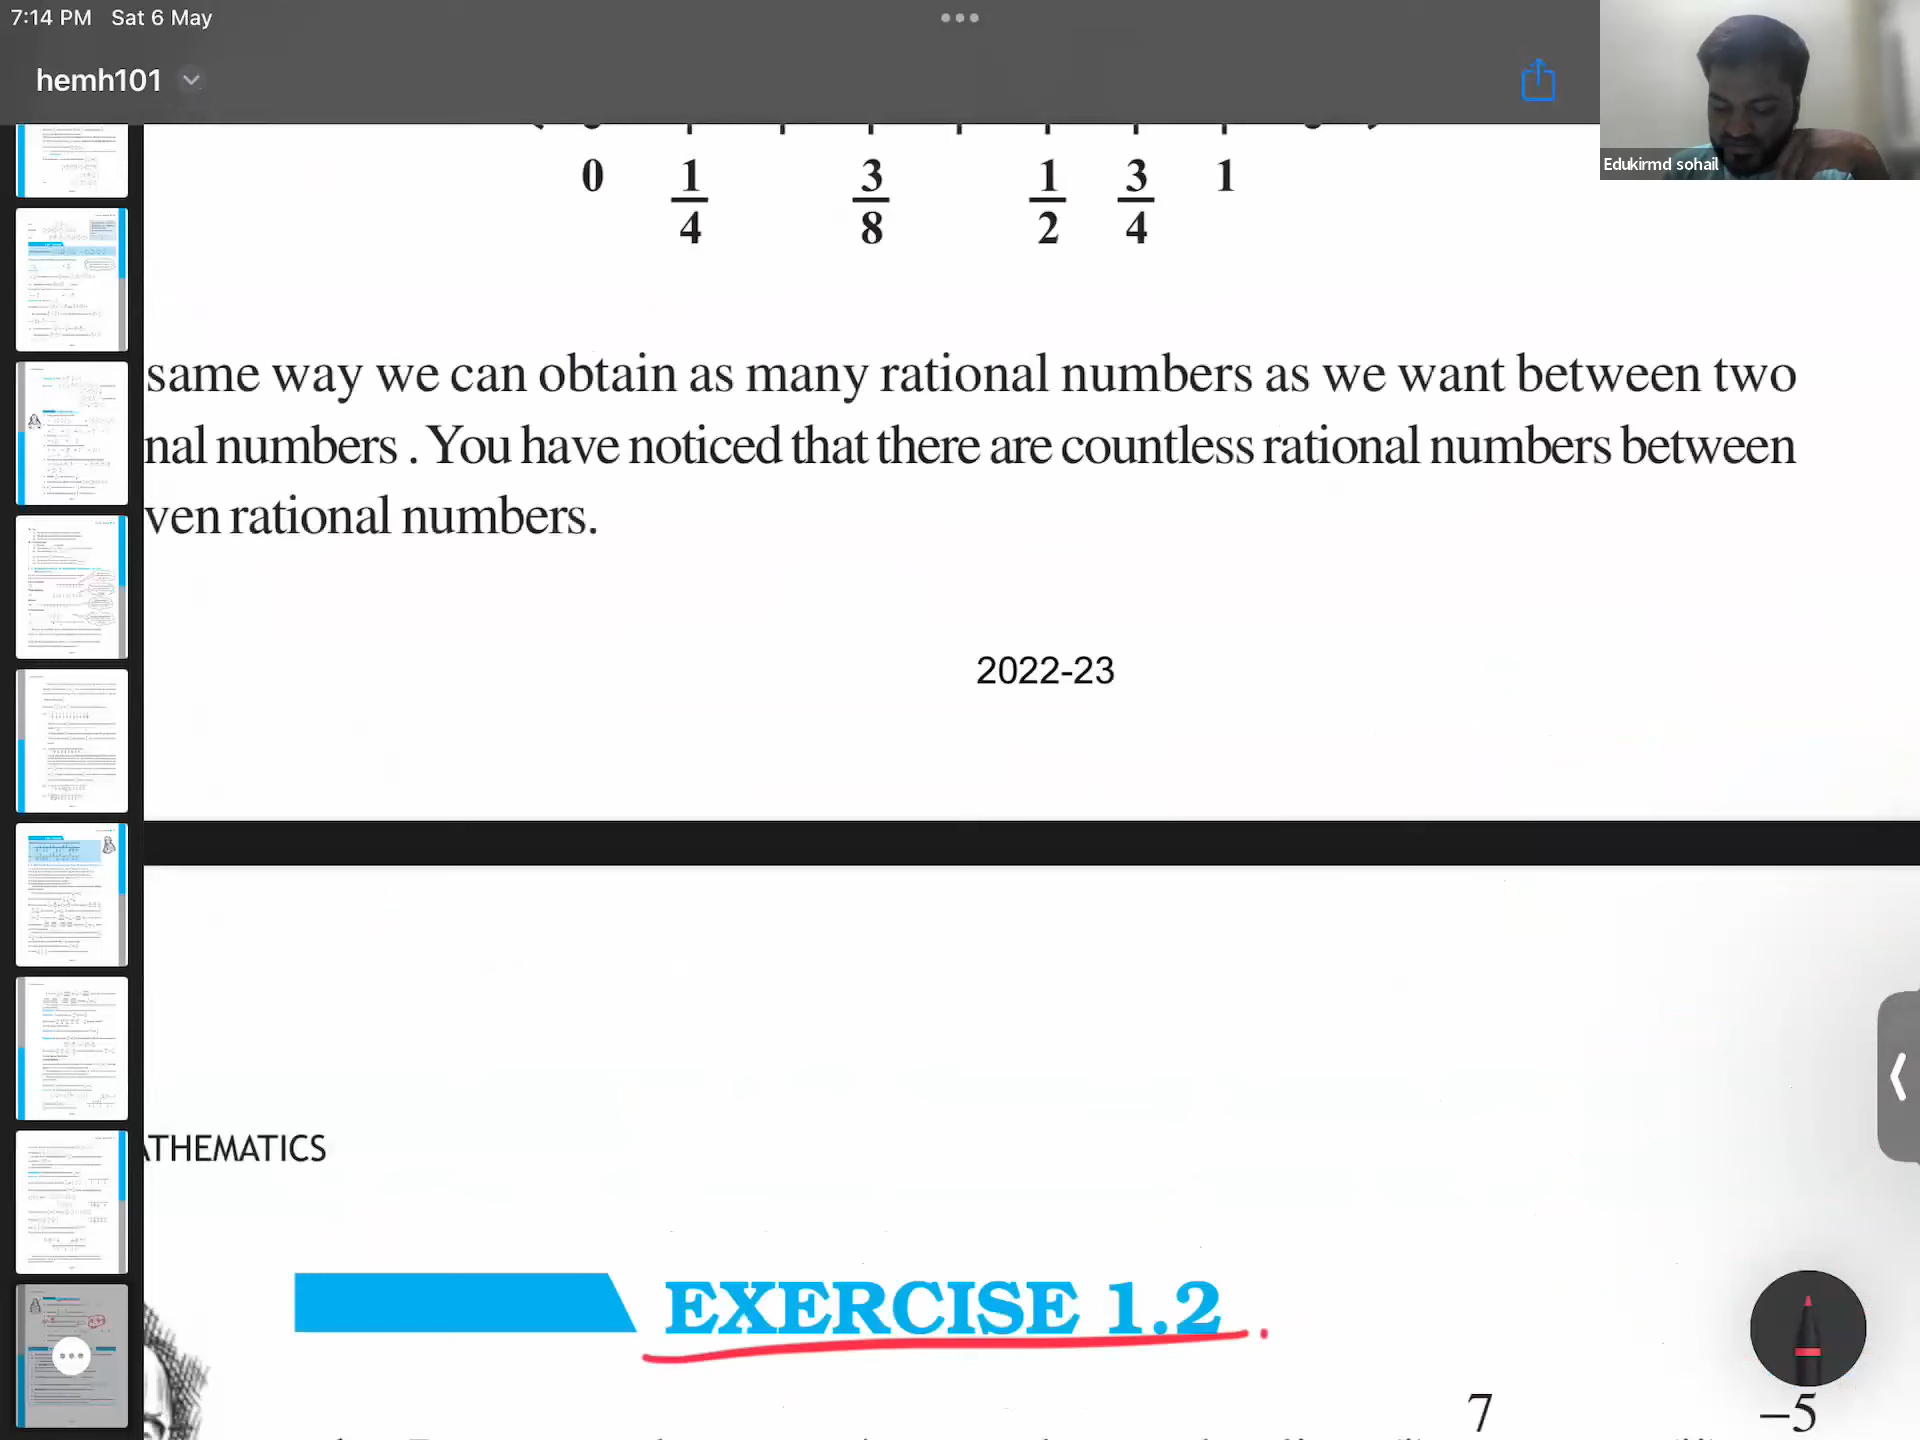 7:14 PM Sat 6 May
hemh101
Edukirmd sohail
0 1/4 3/8 1/2 3/4 1
same way we can obtain as many rational numbers as we want between two
nal numbers . You have noticed that there are countless rational numbers between
ven rational numbers.
2022-23
ATHEMATICS
EXERCISE 1.2
7 −5